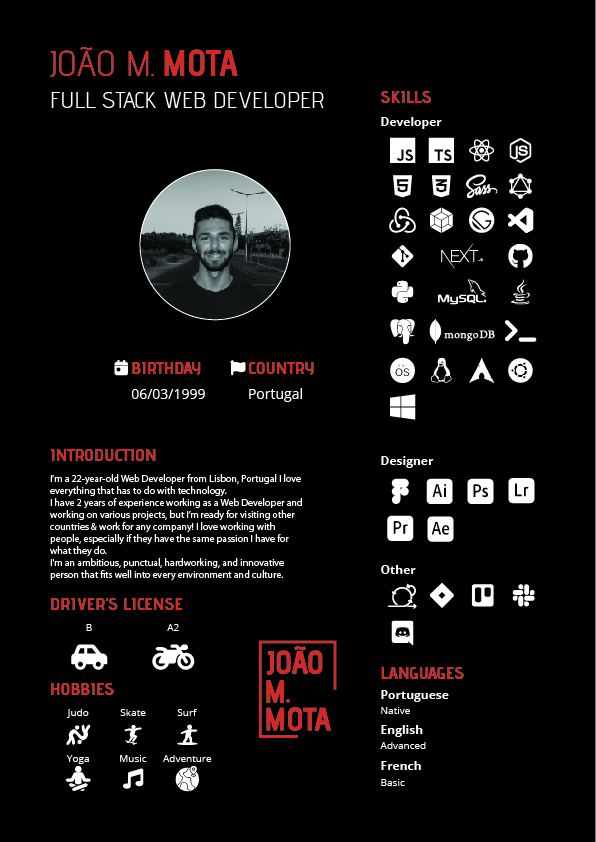 JOÃO M. MOTA
FULL STACK WEB DEVELOPER
BIRTHDAY
06/03/1999
COUNTRY
Portugal
INTRODUCTION
I'm a 22-year-old Web Developer from Lisbon, Portugal I love
everything that has to do with technology.
I have 2 years of experience working as a Web Developer and
working on various projects, but I'm ready for visiting other
countries & work for any company! I love working with
people, especially if they have the same passion I have for
what they do.
I'm an ambitious, punctual, hardworking, and innovative
person that fits well into every environment and culture.
DRIVER'S LICENSE
B
A2
HOBBIES
Judo Skate Surf
Yoga Music Adventure
JOÃO
M.
MOTA
SKILLS
Developer
JS TS JS
5 3 Sass
NEXT.JS
MySQL
mongoDB
OS
Designer
Ai Ps Lr
Pr Ae
Other
LANGUAGES
Portuguese
Native
English
Advanced
French
Basic